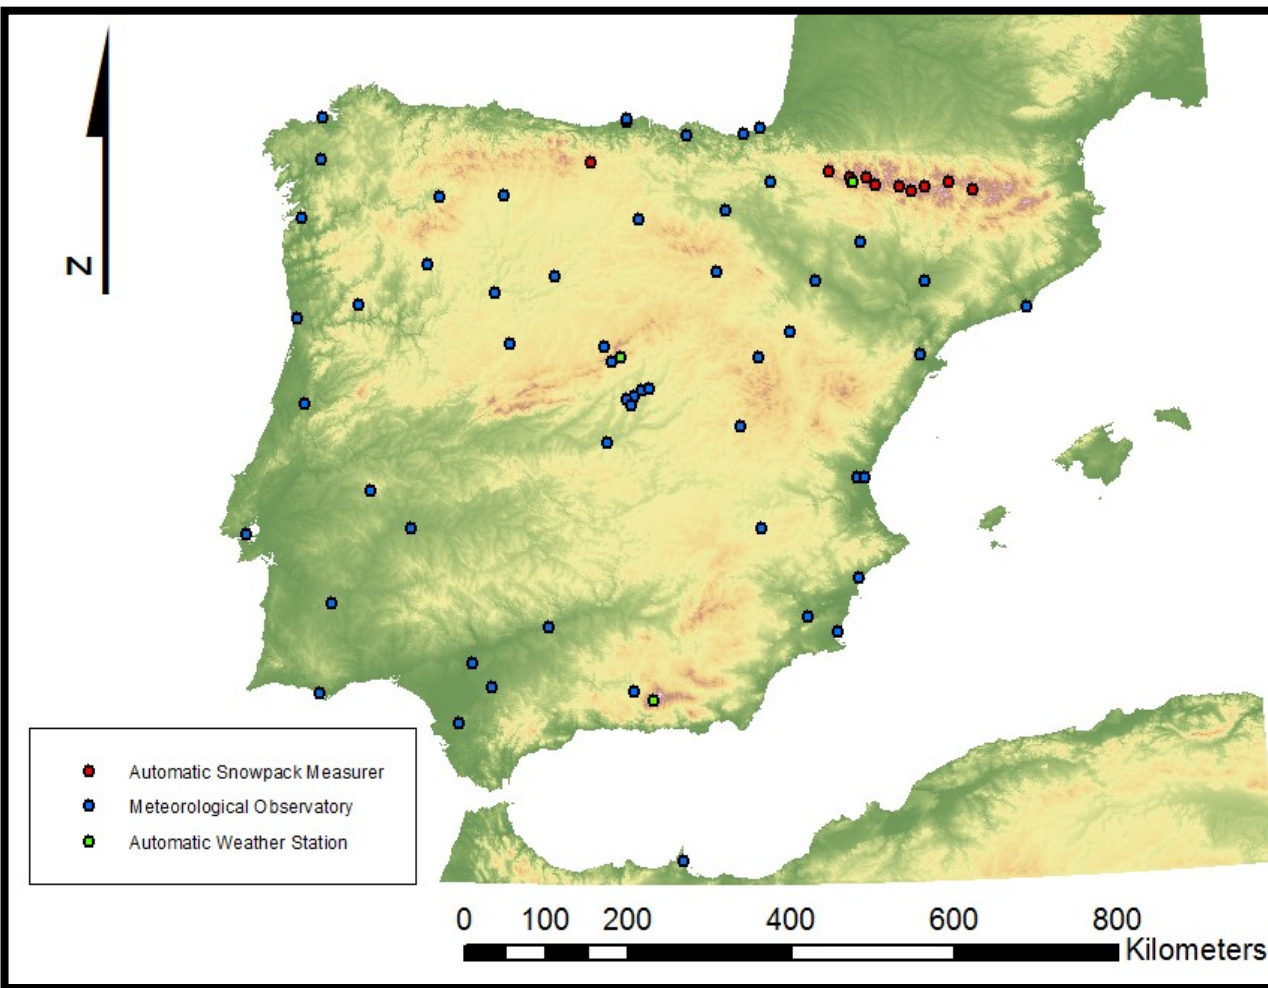 N
Automatic Snowpack Measurer
Meteorological Observatory
Automatic Weather Station
0 100 200 400 600 800
Kilometers